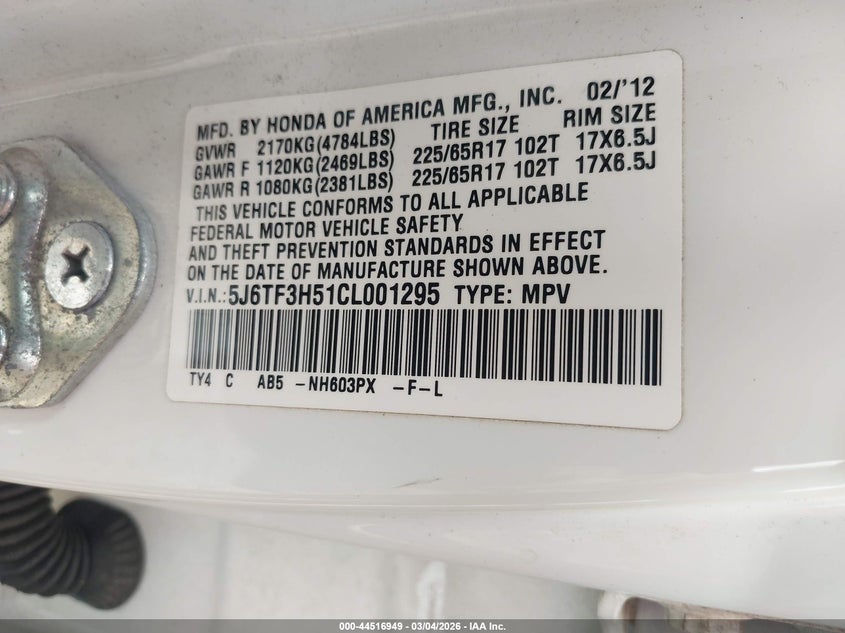 MFD. BY HONDA OF AMERICA MFG., INC. 02/'12
GVWR 2170KG(4784LBS) TIRE SIZE RIM SIZE
GAWR F 1120KG(2469LBS) 225/65R17 102T 17X6.5J
GAWR R 1080KG(2381LBS) 225/65R17 102T 17X6.5J
THIS VEHICLE CONFORMS TO ALL APPLICABLE
FEDERAL MOTOR VEHICLE SAFETY
AND THEFT PREVENTION STANDARDS IN EFFECT
ON THE DATE OF MANUFACTURE SHOWN ABOVE.
V.I.N.:5J6TF3H51CL001295 TYPE: MPV
TY4 C AB5 -NH603PX -F-L
000-44516949 - 03/04/2026 - IAA Inc.